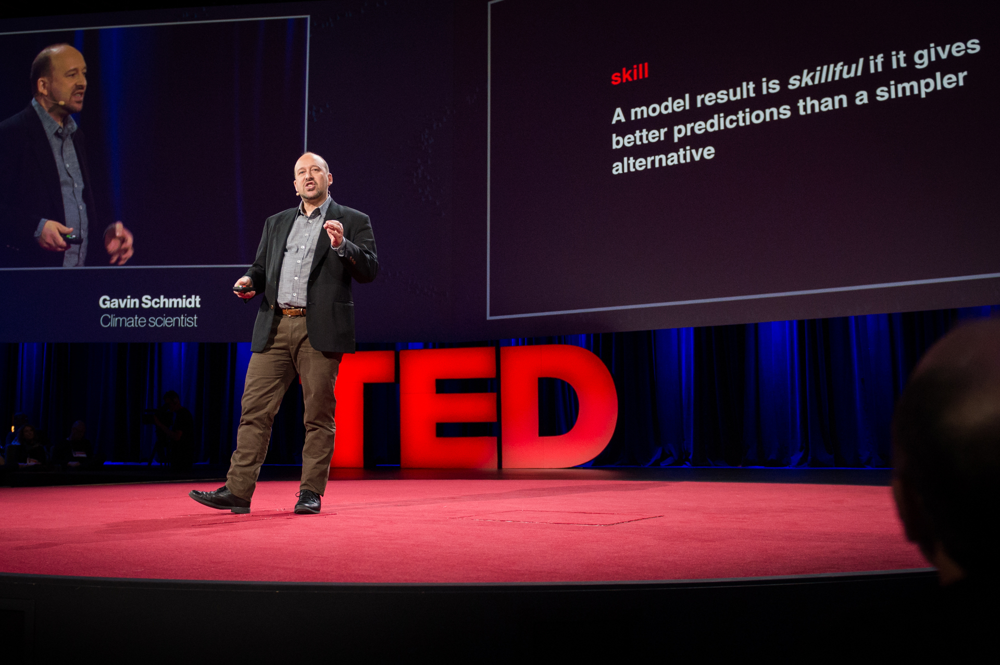 Gavin Schmidt
Climate scientist
skill
A model result is skillful if it gives
better predictions than a simpler
alternative
TED